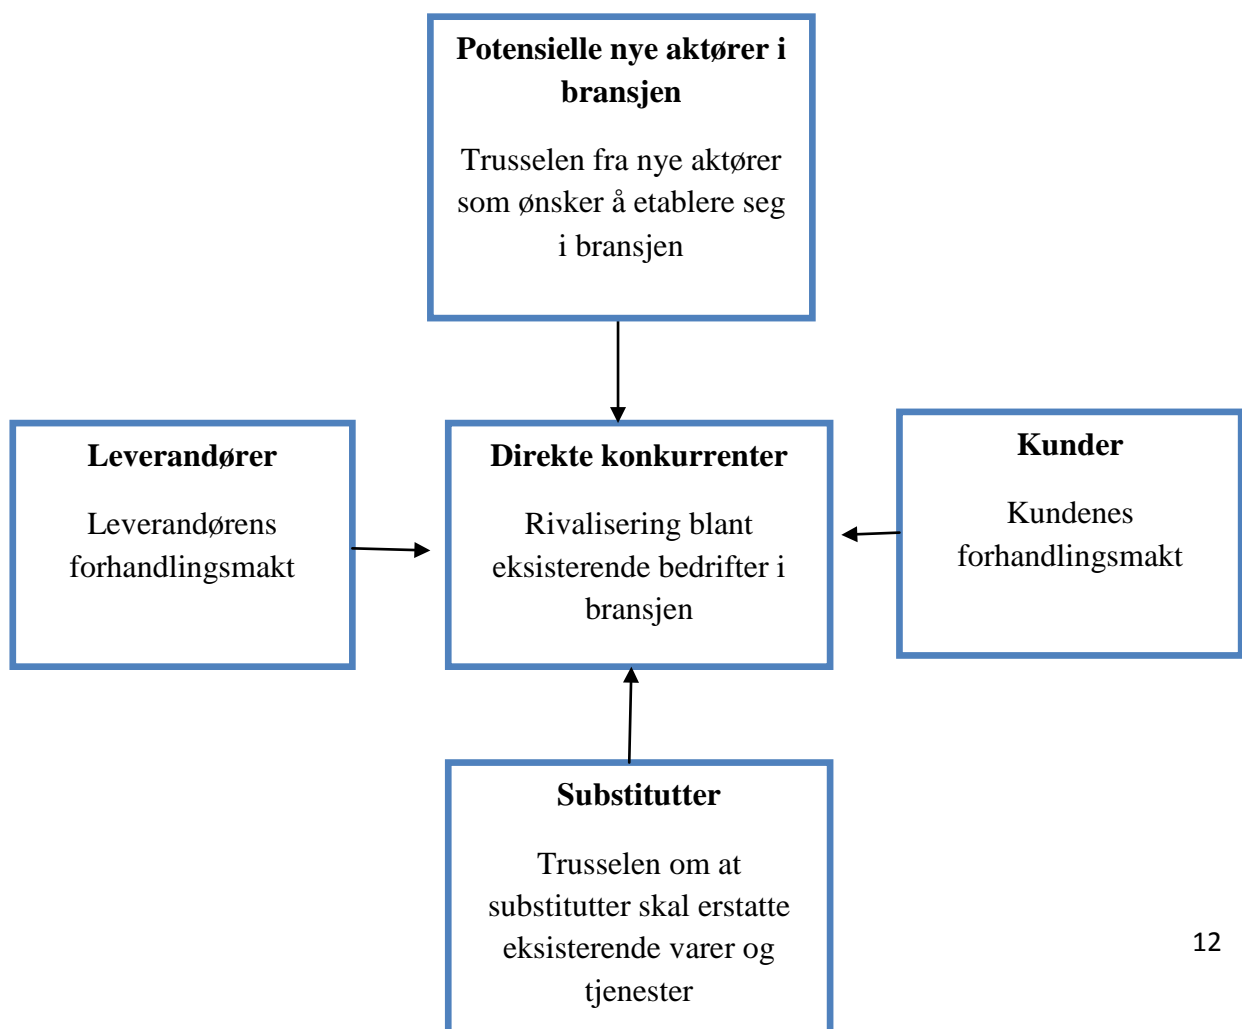 Potensielle nye aktører i
bransjen
Trusselen fra nye aktører
som ønsker å etablere seg
i bransjen
Leverandører
Leverandørens
forhandlingsmakt
Direkte konkurrenter
Rivalisering blant
eksisterende bedrifter i
bransjen
Kunder
Kundenes
forhandlingsmakt
Substitutter
Trusselen om at
substitutter skal erstatte
eksisterende varer og
tjenester
12